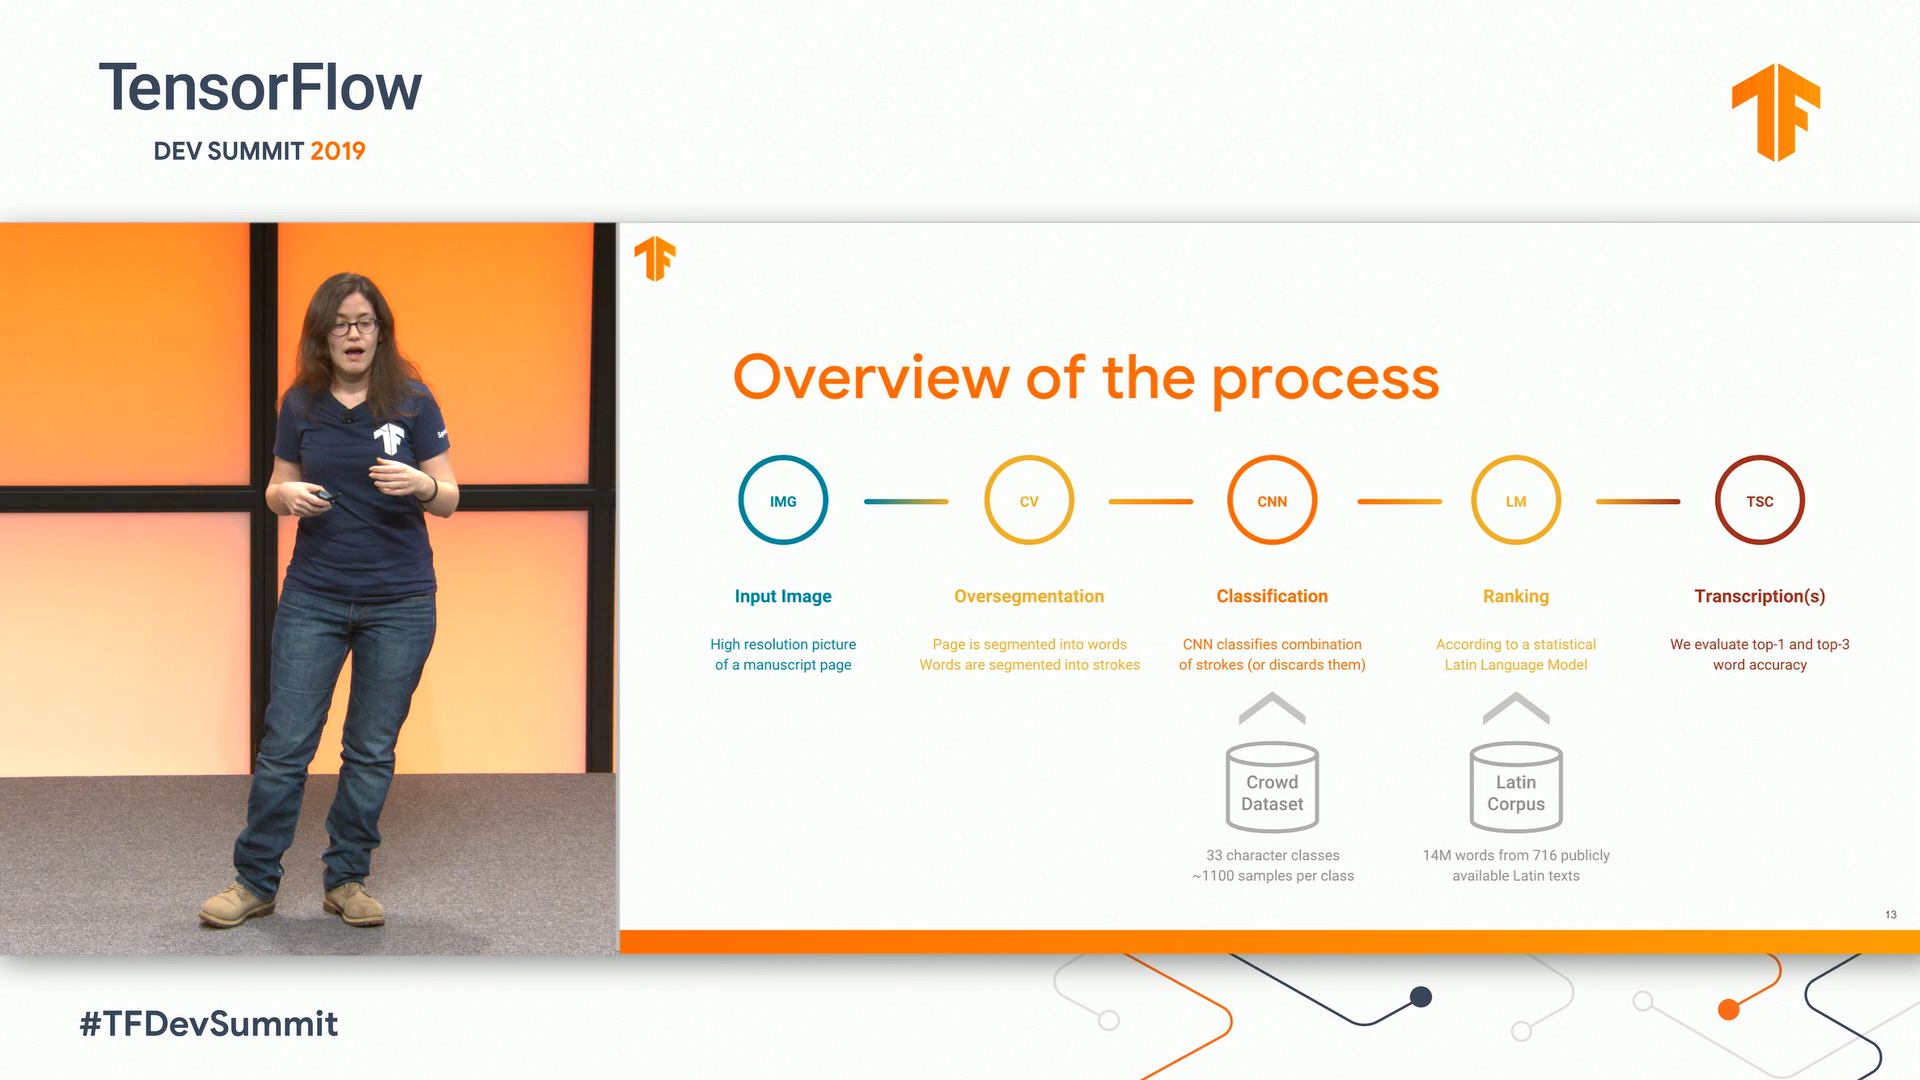 TensorFlow
DEV SUMMIT 2019
Overview of the process
IMG
CV
CNN
LM
TSC
Input Image
Oversegmentation
Classification
Ranking
Transcription(s)
High resolution picture
of a manuscript page
Page is segmented into words
Words are segmented into strokes
CNN classifies combination
of strokes (or discards them)
According to a statistical
Latin Language Model
We evaluate top-1 and top-3
word accuracy
Crowd
Dataset
Latin
Corpus
33 character classes
~1100 samples per class
14M words from 716 publicly
available Latin texts
13
#TFDevSummit